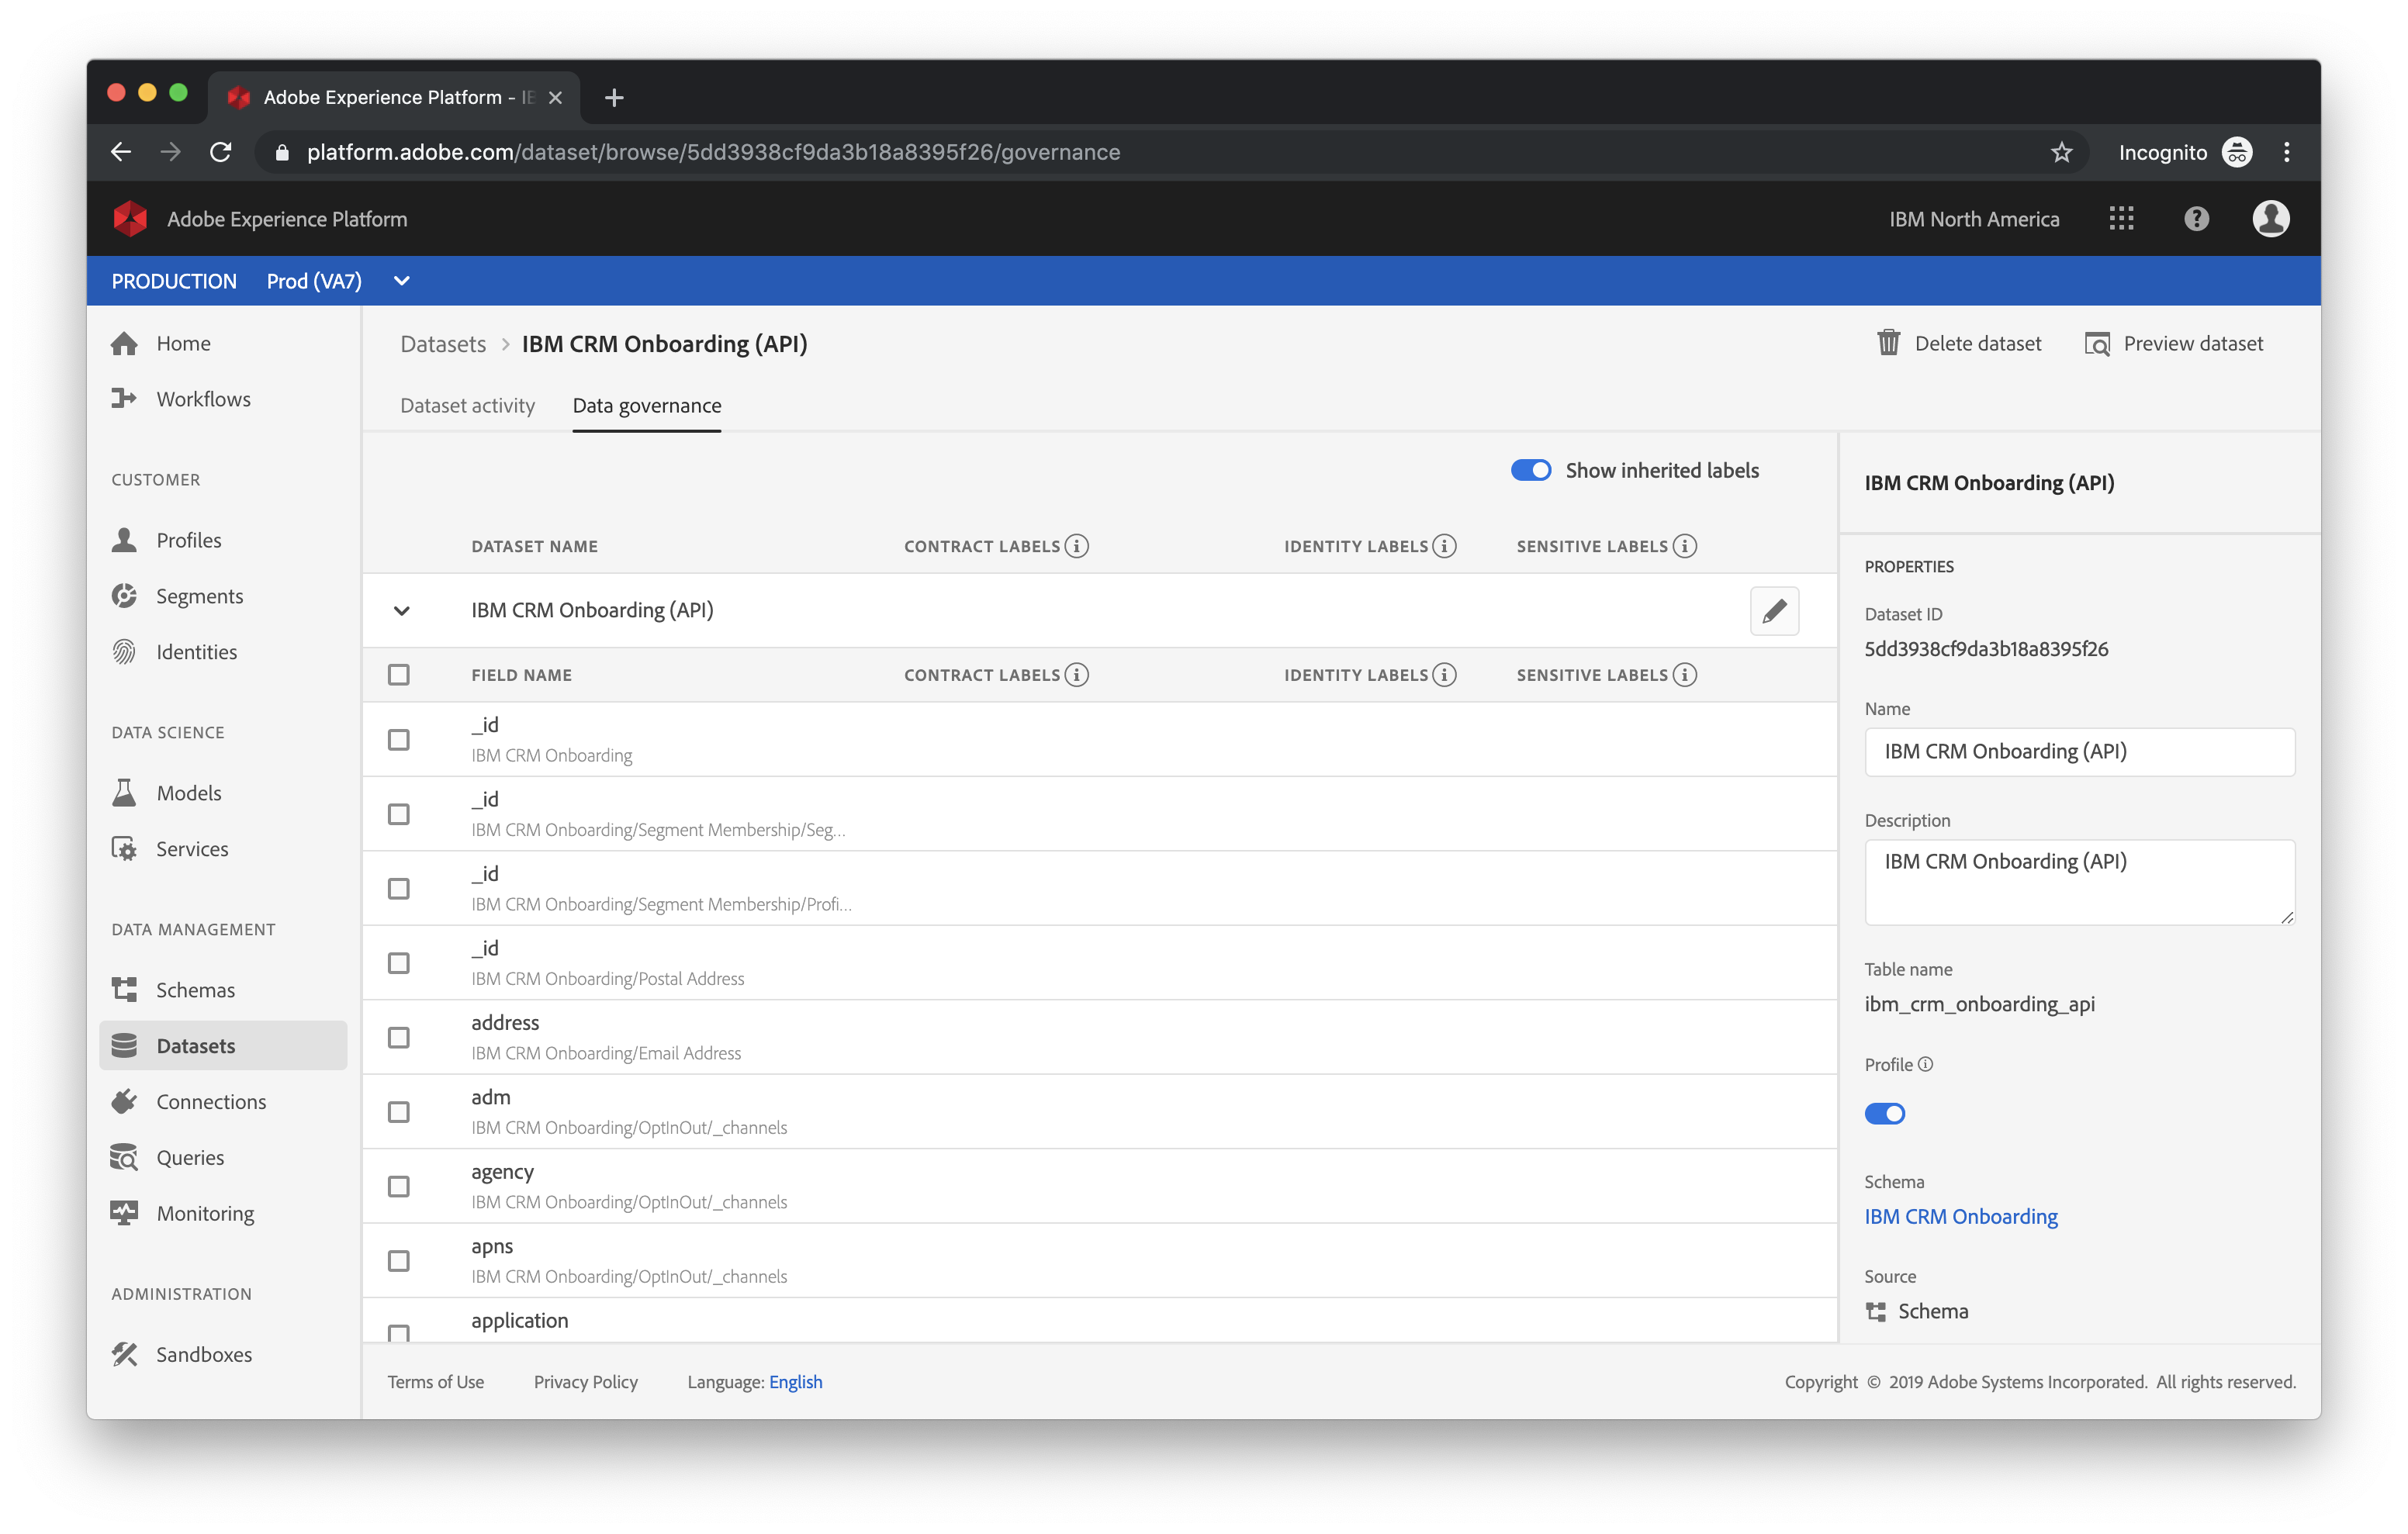 Adobe Experience Platform - IB
platform.adobe.com/dataset/browse/5dd3938cf9da3b18a8395f26/governance
Incognito
Adobe Experience Platform
IBM North America
PRODUCTION Prod (VA7)
Home
Workflows
CUSTOMER
Profiles
Segments
Identities
DATA SCIENCE
Models
Services
DATA MANAGEMENT
Schemas
Datasets
Connections
Queries
Monitoring
ADMINISTRATION
Sandboxes
Datasets > IBM CRM Onboarding (API)
Delete dataset
Preview dataset
Dataset activity
Data governance
Show inherited labels
DATASET NAME CONTRACT LABELS IDENTITY LABELS SENSITIVE LABELS
IBM CRM Onboarding (API)
FIELD NAME CONTRACT LABELS IDENTITY LABELS SENSITIVE LABELS
_id
IBM CRM Onboarding
_id
IBM CRM Onboarding/Segment Membership/Seg...
_id
IBM CRM Onboarding/Segment Membership/Profi...
_id
IBM CRM Onboarding/Postal Address
address
IBM CRM Onboarding/Email Address
adm
IBM CRM Onboarding/OptInOut/_channels
agency
IBM CRM Onboarding/OptInOut/_channels
apns
IBM CRM Onboarding/OptInOut/_channels
application
IBM CRM Onboarding (API)
PROPERTIES
Dataset ID
5dd3938cf9da3b18a8395f26
Name
IBM CRM Onboarding (API)
Description
IBM CRM Onboarding (API)
Table name
ibm_crm_onboarding_api
Profile
Schema
IBM CRM Onboarding
Source
Schema
Terms of Use
Privacy Policy
Language: English
Copyright © 2019 Adobe Systems Incorporated. All rights reserved.